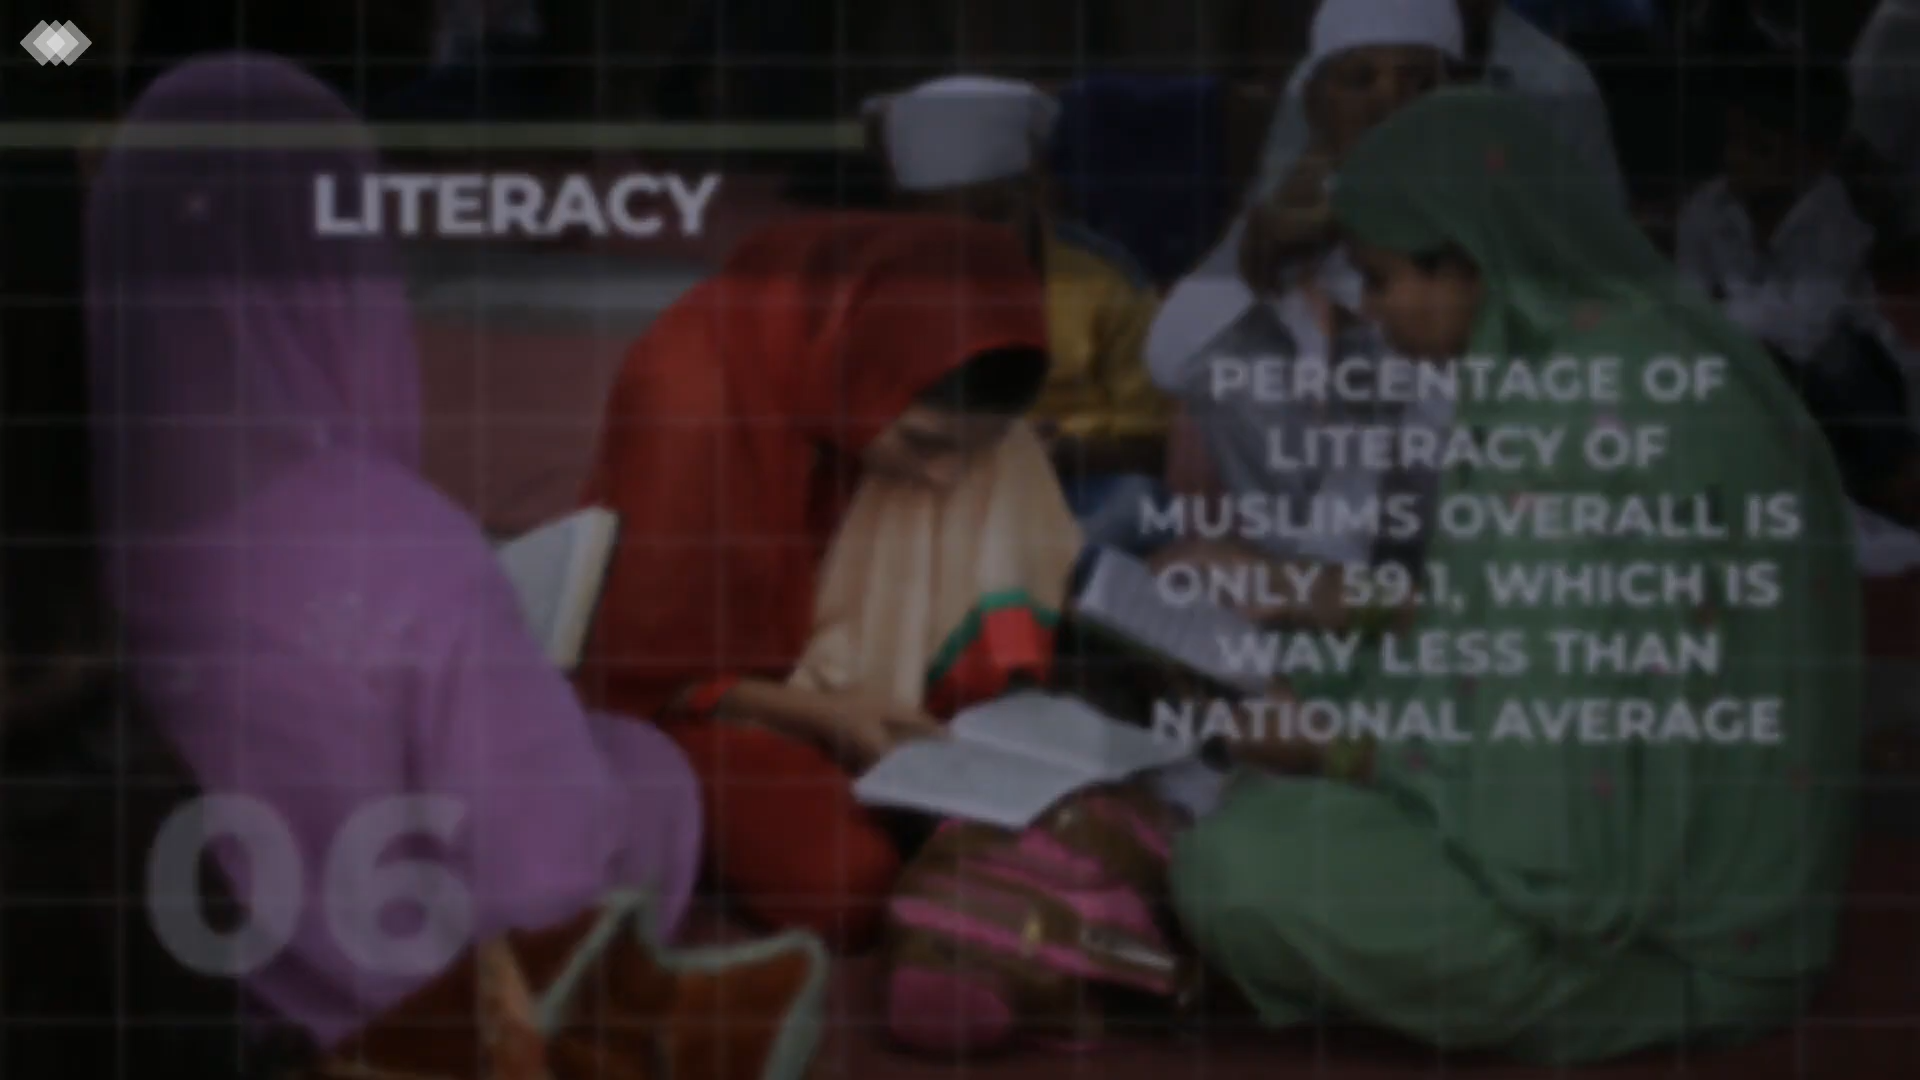 LITERACY
PERCENTAGE OF
LITERACY OF
MUSLIMS OVERALL IS
ONLY 59.1, WHICH IS
WAY LESS THAN
NATIONAL AVERAGE
06